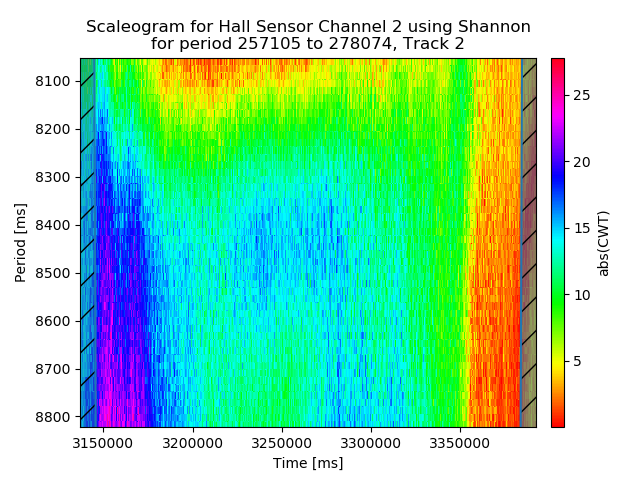 Scaleogram for Hall Sensor Channel 2 using Shannon
for period 257105 to 278074, Track 2
8100
8200
8300
8400
8500
8600
8700
8800
Period [ms]
3150000 3200000 3250000 3300000 3350000
Time [ms]
25
20
15
10
5
abs(CWT)